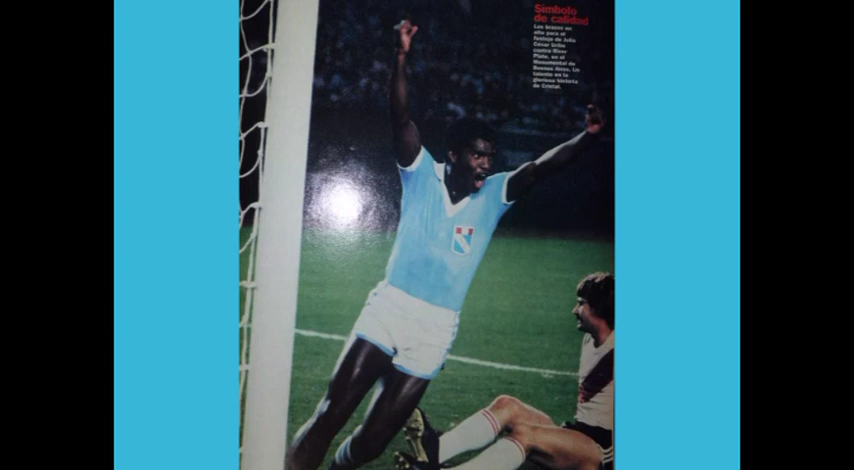 Símbolo
de calidad
Los brazos en
alto para el
festejo de Julio
César Uribe
contra River
Plate, en el
Monumental de
Buenos Aires. Un
talento en la
gloriosa historia
de Cristal.